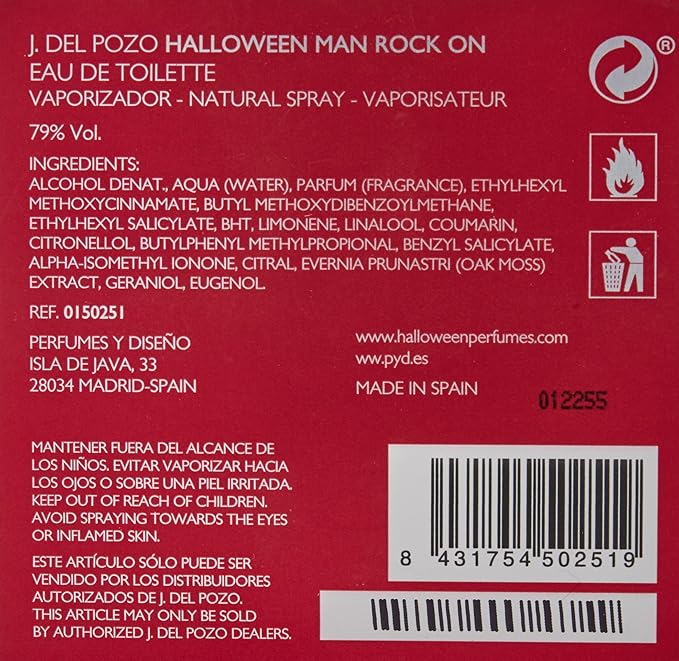 J. DEL POZO HALLOWEEN MAN ROCK ON
EAU DE TOILETTE
VAPORIZADOR - NATURAL SPRAY - VAPORISATEUR
®
79% Vol.
INGREDIENTS:
ALCOHOL DENAT., AQUA (WATER), PARFUM (FRAGRANCE), ETHYLHEXYL
METHOXYCINNAMATE, BUTYL METHOXYDIBENZOYLMETHANE,
ETHYLHEXYL SALICYLATE, BHT, LIMONENE, LINALOOL, COUMARIN,
CITRONELLOL, BUTYLPHENYL METHYLPROPIONAL, BENZYL SALICYLATE,
ALPHA-ISOMETHYL IONONE, CITRAL, EVERNIA PRUNASTRI (OAK MOSS)
EXTRACT, GERANIOL, EUGENOL.
REF. 0150251
PERFUMES Y DISEÑO
ISLA DE JAVA, 33
28034 MADRID-SPAIN
www.halloweenperfumes.com
www.pyd.es
MADE IN SPAIN
012255
MANTENER FUERA DEL ALCANCE DE
LOS NIÑOS. EVITAR VAPORIZAR HACIA
LOS OJOS O SOBRE UNA PIEL IRRITADA.
KEEP OUT OF REACH OF CHILDREN.
AVOID SPRAYING TOWARDS THE EYES
OR INFLAMED SKIN.
ESTE ARTÍCULO SÓLO PUEDE SER
VENDIDO POR LOS DISTRIBUIDORES
AUTORIZADOS DE J. DEL POZO.
THIS ARTICLE MAY ONLY BE SOLD
BY AUTHORIZED J. DEL POZO DEALERS.
8 431754 502519